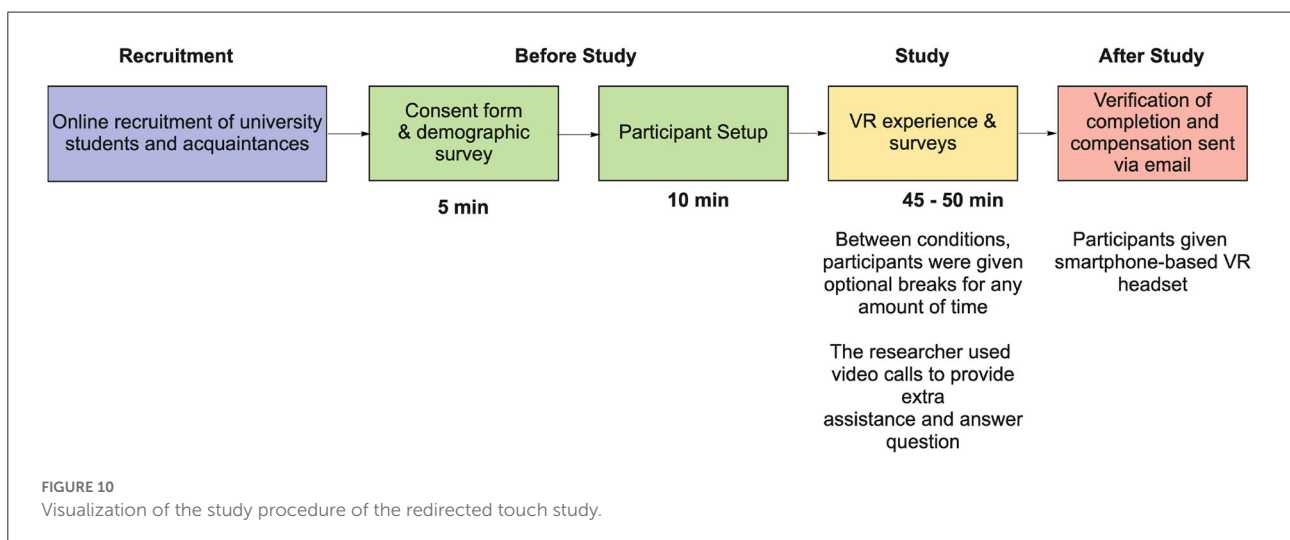 Recruitment
Before Study
Study
After Study
Online recruitment of university
students and acquaintances
Consent form
& demographic
survey
Participant Setup
VR experience &
surveys
Verification of
completion and
compensation sent
via email
5 min
10 min
45 - 50 min
Between conditions,
participants were given
optional breaks for any
amount of time
The researcher used
video calls to provide
extra
assistance and answer
question
Participants given
smartphone-based VR
headset
FIGURE 10
Visualization of the study procedure of the redirected touch study.